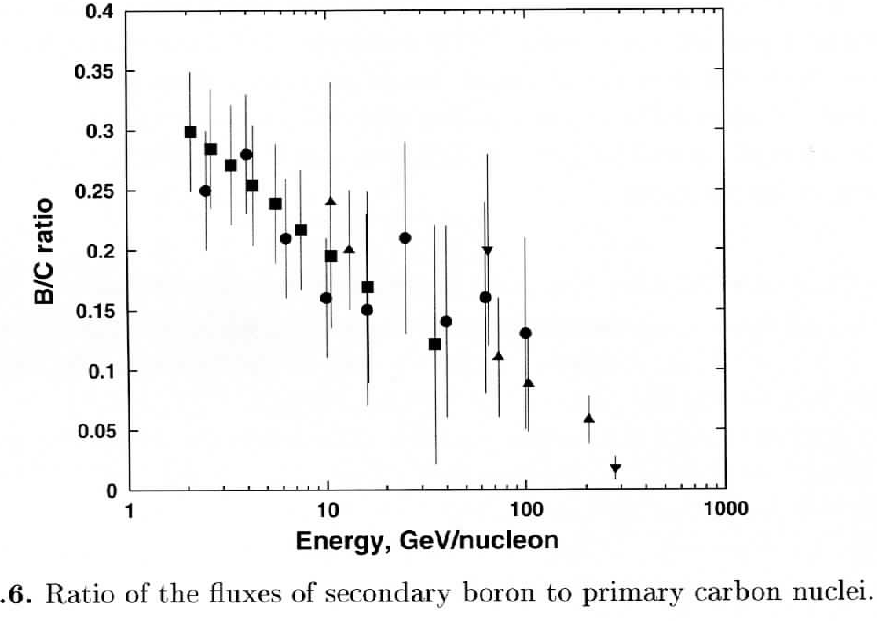 0.4
0.35
0.3
0.25
0.2
0.15
0.1
0.05
0
B/C ratio
1 10 100 1000
Energy, GeV/nucleon
.6. Ratio of the fluxes of secondary boron to primary carbon nuclei.